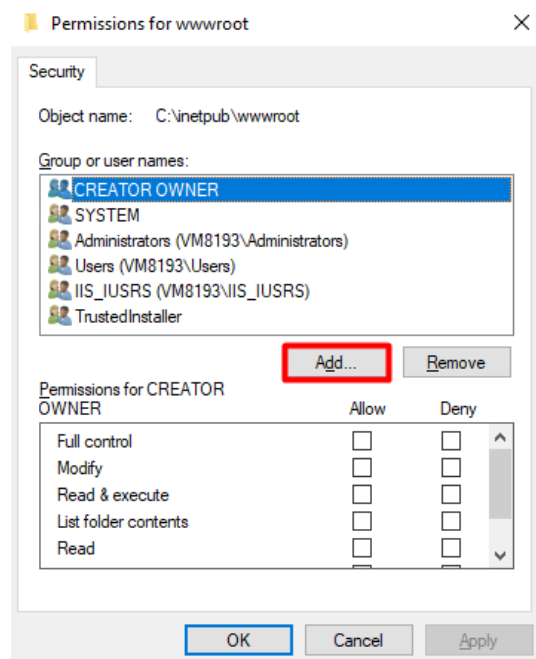 Permissions for wwwroot
Security
Object name: C:\inetpub\wwwroot
Group or user names:
CREATOR OWNER
SYSTEM
Administrators (VM8193\Administrators)
Users (VM8193\Users)
IIS_IUSRS (VM8193\IIS_IUSRS)
TrustedInstaller
Add... Remove
Permissions for CREATOR
OWNER Allow Deny
Full control
Modify
Read & execute
List folder contents
Read
OK Cancel Apply